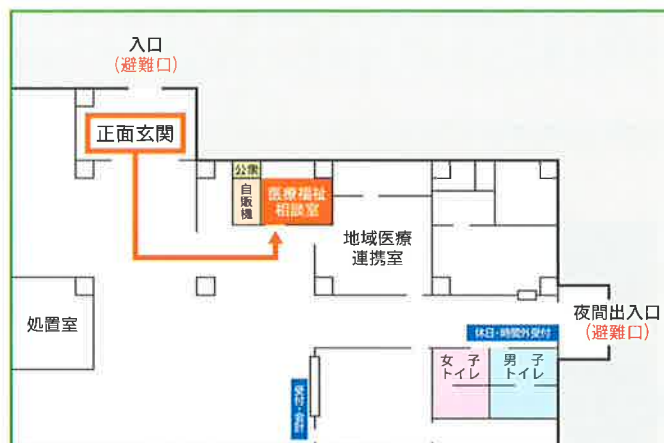 入口
(避難口)
正面玄関
公衆
自販機
医療福祉
相談室
地域医療
連携室
処置室
夜間出入口
(避難口)
休日・時間外受付
女子
トイレ
男子
トイレ
受付・会計